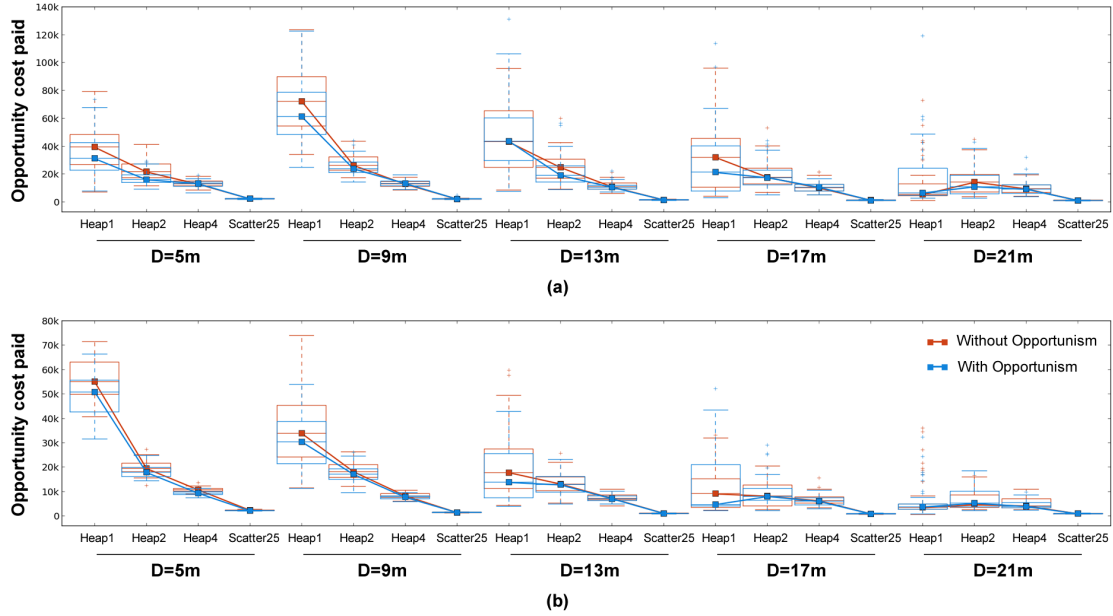 Opportunity cost paid
140k
120k
100k
80k
60k
40k
20k
0
Heap1 Heap2 Heap4 Scatter25 Heap1 Heap2 Heap4 Scatter25 Heap1 Heap2 Heap4 Scatter25 Heap1 Heap2 Heap4 Scatter25 Heap1 Heap2 Heap4 Scatter25
D=5m D=9m D=13m D=17m D=21m
(a)
Opportunity cost paid
80k
70k
60k
50k
40k
30k
20k
10k
0
Without Opportunism
With Opportunism
Heap1 Heap2 Heap4 Scatter25 Heap1 Heap2 Heap4 Scatter25 Heap1 Heap2 Heap4 Scatter25 Heap1 Heap2 Heap4 Scatter25 Heap1 Heap2 Heap4 Scatter25
D=5m D=9m D=13m D=17m D=21m
(b)